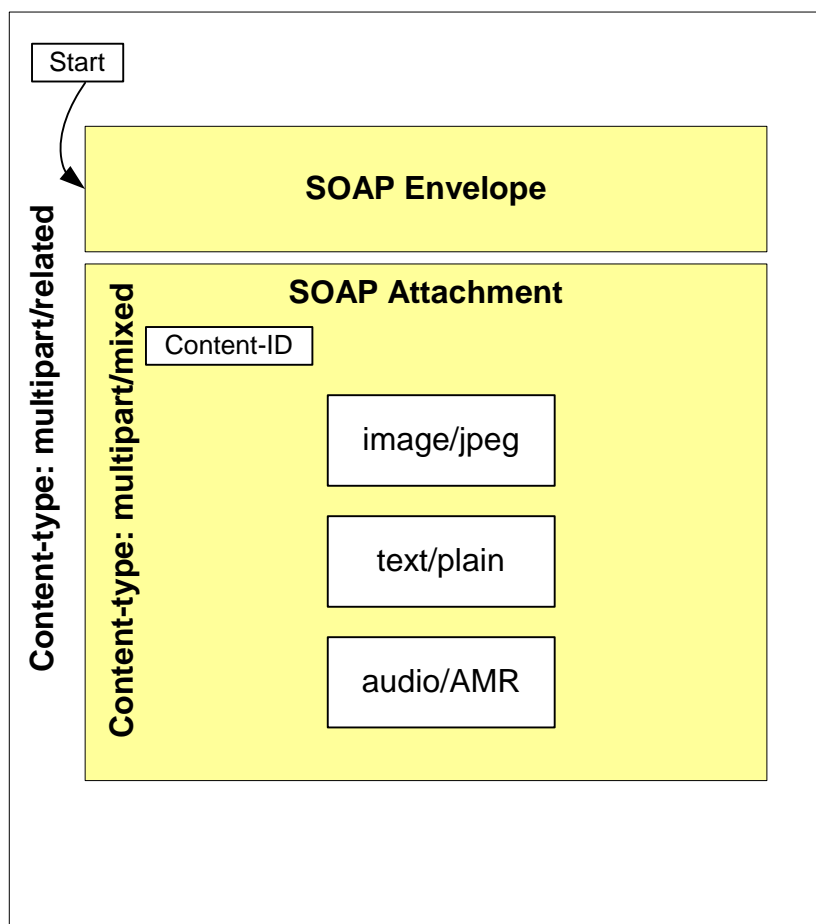 Start
SOAP Envelope
Content-type: multipart/related
SOAP Attachment
Content-type: multipart/mixed
Content-ID
image/jpeg
text/plain
audio/AMR